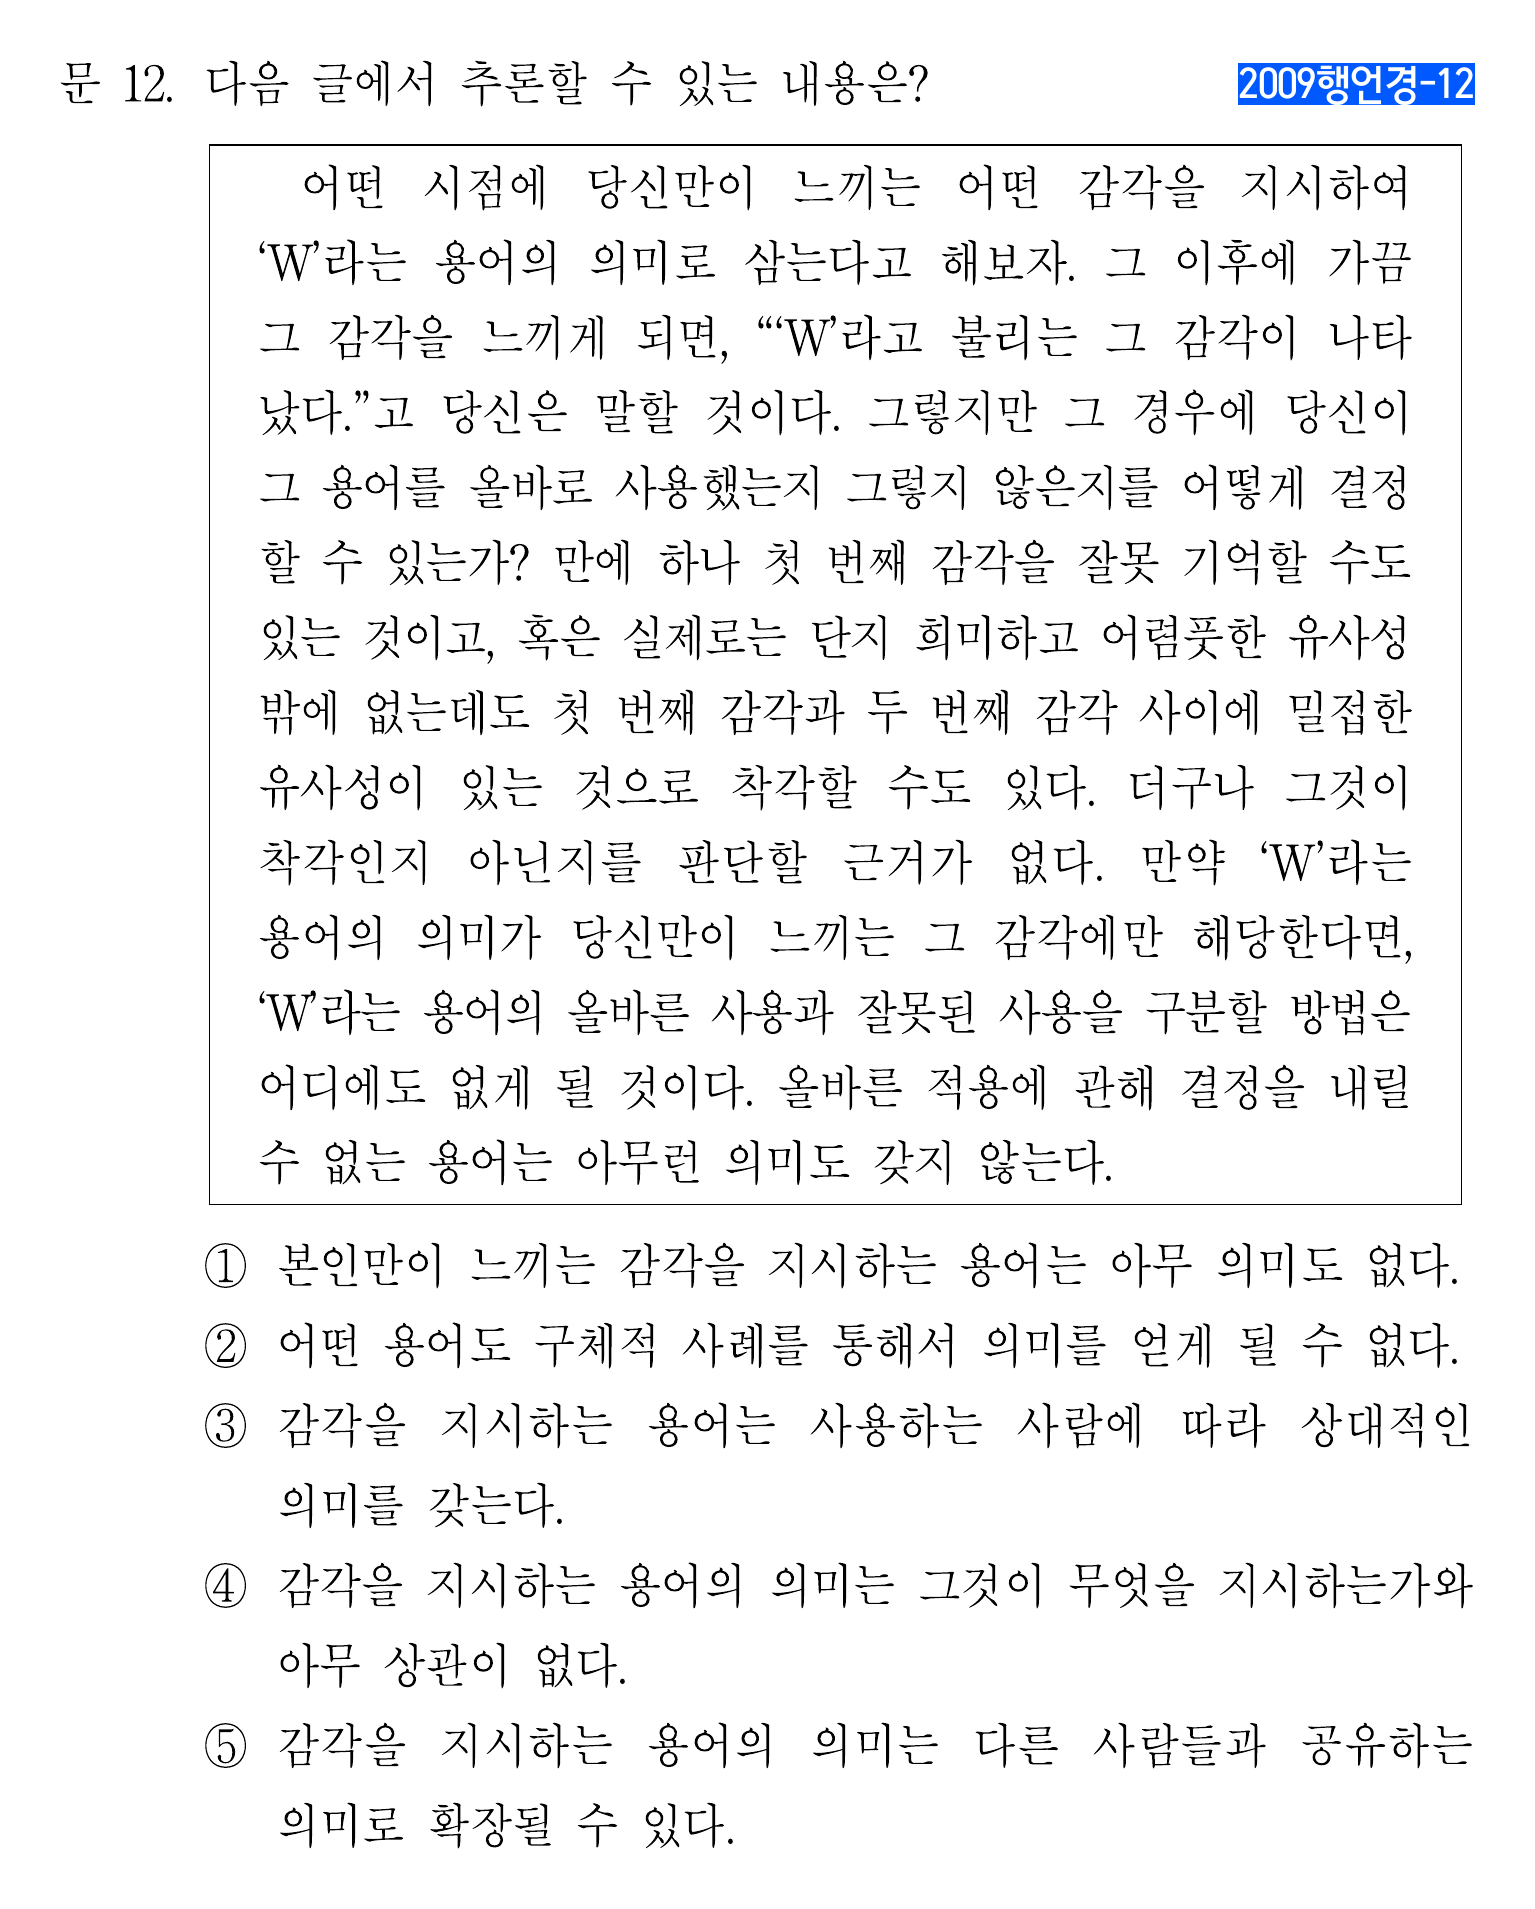 문 12. 다음 글에서 추론할 수 있는 내용은?
2009행언경-12
어떤 시점에 당신만이 느끼는 어떤 감각을 지시하여
‘W’라는 용어의 의미로 삼는다고 해보자. 그 이후에 가끔
그 감각을 느끼게 되면, “‘W’라고 불리는 그 감각이 나타
났다.”고 당신은 말할 것이다. 그렇지만 그 경우에 당신이
그 용어를 올바로 사용했는지 그렇지 않은지를 어떻게 결정
할 수 있는가? 만에 하나 첫 번째 감각을 잘못 기억할 수도
있는 것이고, 혹은 실제로는 단지 희미하고 어렴풋한 유사성
밖에 없는데도 첫 번째 감각과 두 번째 감각 사이에 밀접한
유사성이 있는 것으로 착각할 수도 있다. 더구나 그것이
착각인지 아닌지를 판단할 근거가 없다. 만약 ‘W’라는
용어의 의미가 당신만이 느끼는 그 감각에만 해당한다면,
‘W’라는 용어의 올바른 사용과 잘못된 사용을 구분할 방법은
어디에도 없게 될 것이다. 올바른 적용에 관해 결정을 내릴
수 없는 용어는 아무런 의미도 갖지 않는다.
① 본인만이 느끼는 감각을 지시하는 용어는 아무 의미도 없다.
② 어떤 용어도 구체적 사례를 통해서 의미를 얻게 될 수 없다.
③ 감각을 지시하는 용어는 사용하는 사람에 따라 상대적인
의미를 갖는다.
④ 감각을 지시하는 용어의 의미는 그것이 무엇을 지시하는가와
아무 상관이 없다.
⑤ 감각을 지시하는 용어의 의미는 다른 사람들과 공유하는
의미로 확장될 수 있다.